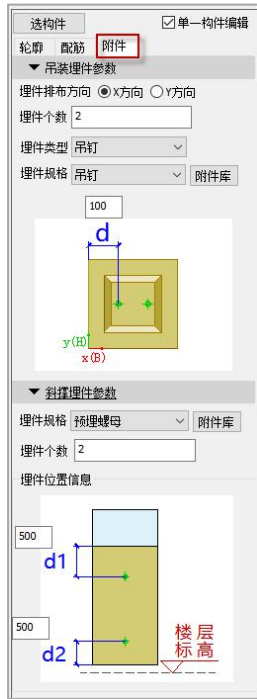 选构件 单一构件编辑
轮廓 配筋 附件
吊装埋件参数
埋件排布方向 X方向 Y方向
埋件个数 2
埋件类型 吊钉
埋件规格 吊钉 附件库
100
d
y(H)
x(B)
斜撑埋件参数
埋件规格 预埋螺母 附件库
埋件个数 2
埋件位置信息
500
d1
500
d2
楼层
标高